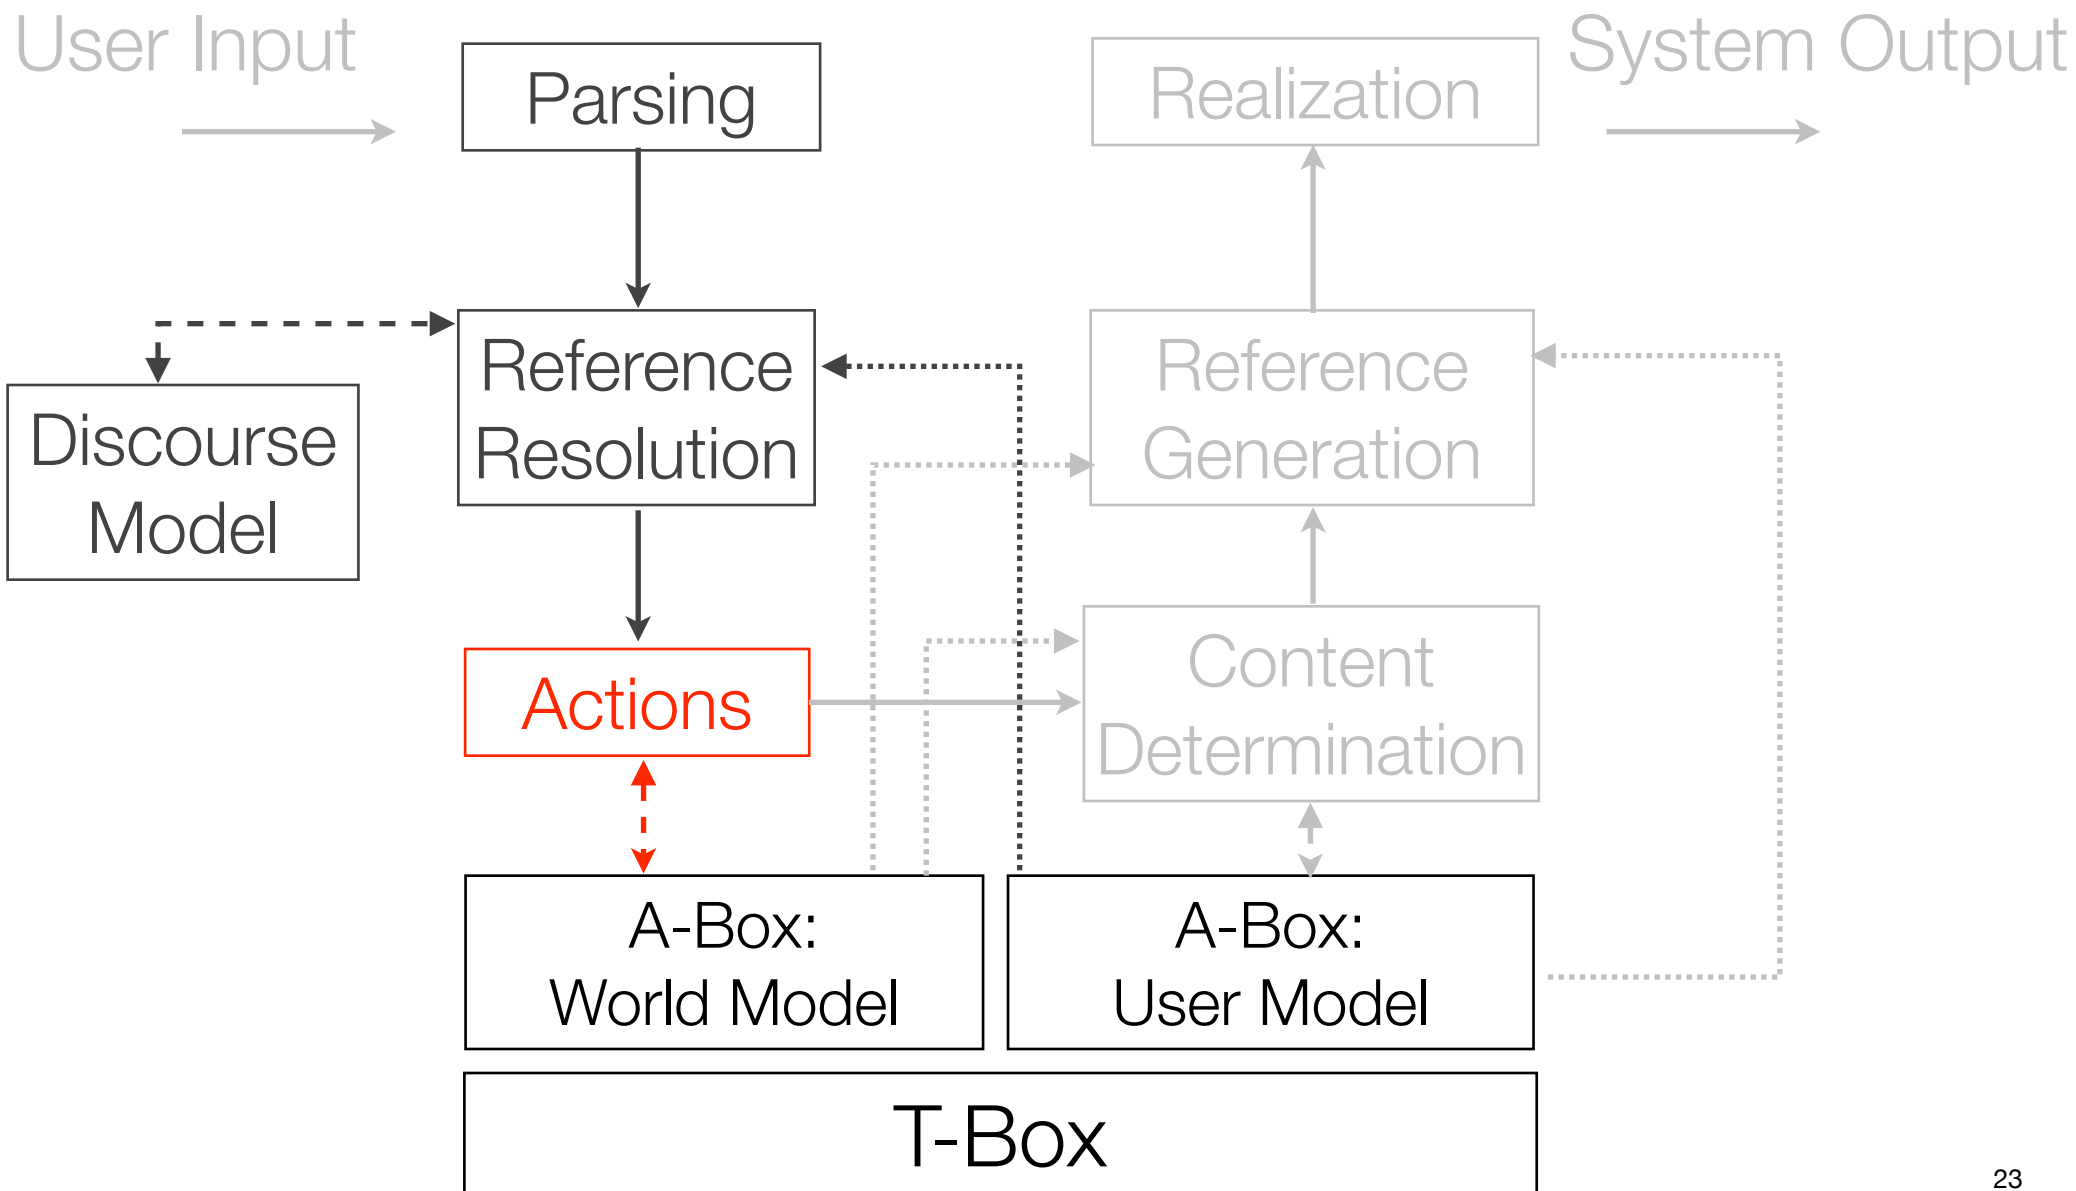 User Input
Parsing
Realization
System Output
Reference
Resolution
Reference
Generation
Discourse
Model
Actions
Content
Determination
A-Box:
World Model
A-Box:
User Model
T-Box
23